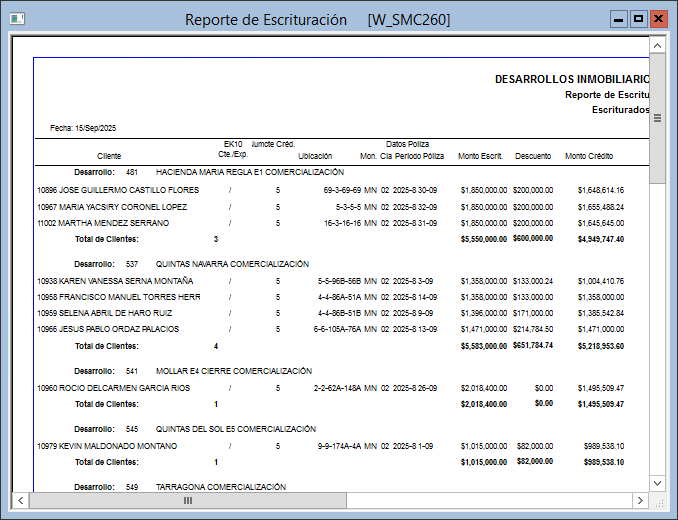 Reporte de Escrituración [W_SMC260]
DESARROLLOS INMOBILIARIO
Reporte de Escritu
Escriturados
Fecha: 15/Sep/2025
EK10 Jumcte Créd. Datos Poliza
Cliente Cte./Exp. Ubicación Mon. Cia Periodo Póliza Monto Escrit. Descuento Monto Crédito
Desarrollo: 481 HACIENDA MARIA REGLA E1 COMERCIALIZACIÓN
10896 JOSE GUILLERMO CASTILLO FLORES / 5 69-3-69-69 MN 02 2025-8 30-09 $1,850,000.00 $200,000.00 $1,648,614.16
10967 MARIA YACSIRY CORONEL LOPEZ / 5 5-3-5-5 MN 02 2025-8 32-09 $1,850,000.00 $200,000.00 $1,655,488.24
11002 MARTHA MENDEZ SERRANO / 5 16-3-16-16 MN 02 2025-8 31-09 $1,850,000.00 $200,000.00 $1,645,645.00
Total de Clientes: 3 $5,550,000.00 $600,000.00 $4,949,747.40
Desarrollo: 537 QUINTAS NAVARRA COMERCIALIZACIÓN
10938 KAREN VANESSA SERNA MONTAÑA / 5 5-5-96B-56B MN 02 2025-8 3-09 $1,358,000.00 $133,000.24 $1,004,410.76
10958 FRANCISCO MANUEL TORRES HERR / 5 4-4-86A-51A MN 02 2025-8 14-09 $1,358,000.00 $133,000.00 $1,358,000.00
10959 SELENA ABRIL DE HARO RUIZ / 5 4-4-86B-51B MN 02 2025-8 9-09 $1,396,000.00 $171,000.00 $1,385,542.84
10966 JESUS PABLO ORDAZ PALACIOS / 5 6-6-105A-76A MN 02 2025-8 13-09 $1,471,000.00 $214,784.50 $1,471,000.00
Total de Clientes: 4 $5,583,000.00 $651,784.74 $5,218,953.60
Desarrollo: 541 MOLLAR E4 CIERRE COMERCIALIZACIÓN
10960 ROCIO DELCARMEN GARCIA RIOS / 5 2-2-62A-148A MN 02 2025-8 26-09 $2,018,400.00 $0.00 $1,495,509.47
Total de Clientes: 1 $2,018,400.00 $0.00 $1,495,509.47
Desarrollo: 545 QUINTAS DEL SOL E5 COMERCIALIZACIÓN
10979 KEVIN MALDONADO MONTANO / 5 9-9-174A-4A MN 02 2025-8 1-09 $1,015,000.00 $82,000.00 $989,538.10
Total de Clientes: 1 $1,015,000.00 $82,000.00 $989,538.10
Desarrollo: 549 TARRAGONA COMERCIALIZACIÓN